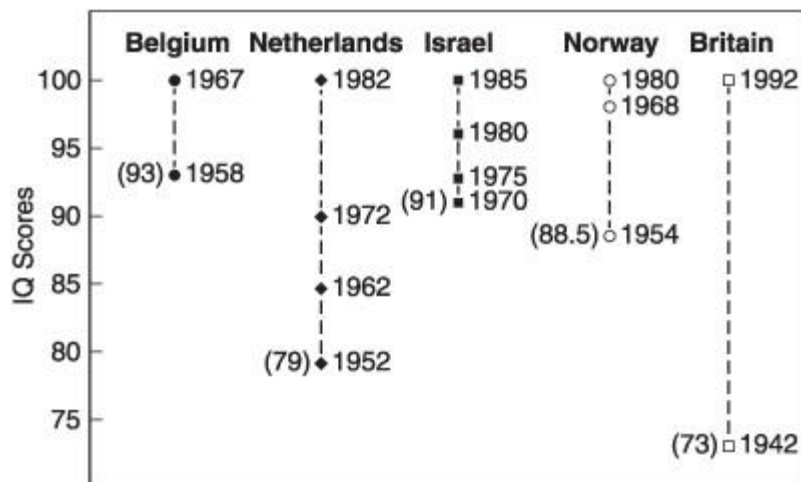 Belgium Netherlands Israel Norway Britain
100 1967 1982 1985 1980 1992
1968
1980
95
(93) 1958 1975
(91) 1970
90 1972
(88.5) 1954
85 1962
80
(79) 1952
75
(73) 1942
IQ Scores